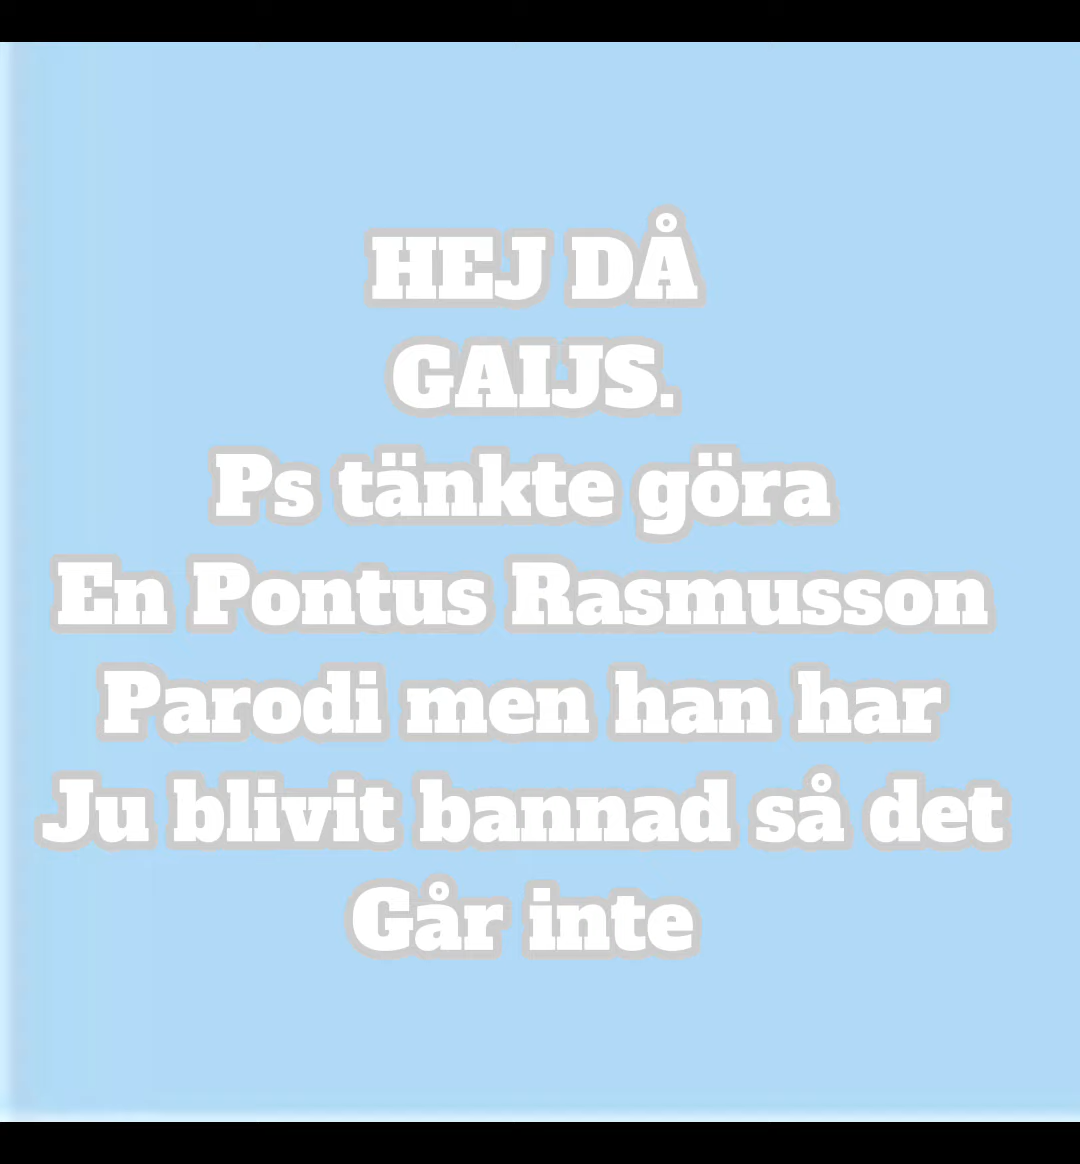 HEJ DÅ
GAIJS.
Ps tänkte göra
En Pontus Rasmusson
Parodi men han har
Ju blivit bannad så det
Går inte